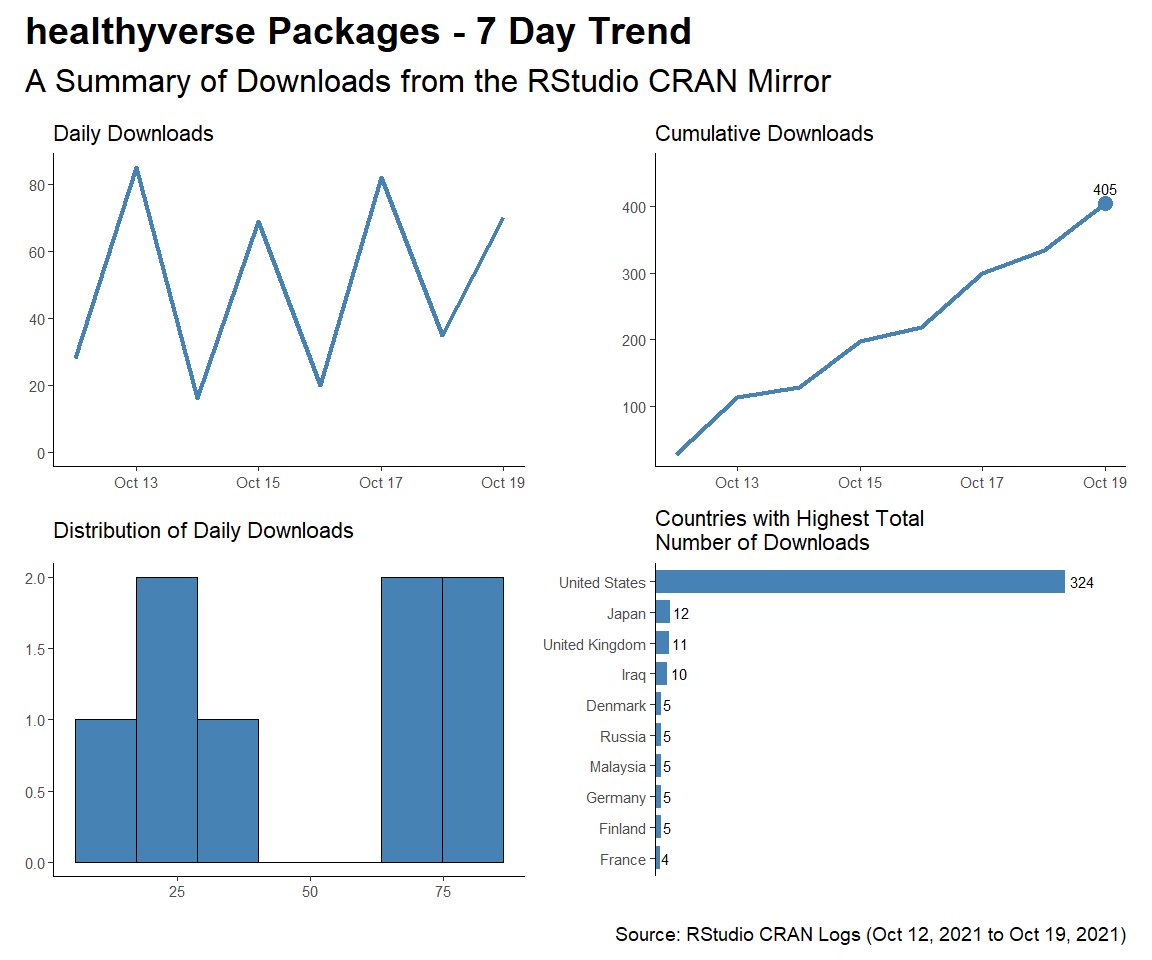 healthyverse Packages - 7 Day Trend
A Summary of Downloads from the RStudio CRAN Mirror
Daily Downloads
80
60
40
20
0
Oct 13
Oct 15
Oct 17
Oct 19
Cumulative Downloads
405
400
300
200
100
Oct 13
Oct 15
Oct 17
Oct 19
Distribution of Daily Downloads
2.0
1.5
1.0
0.5
0.0
25
50
75
Countries with Highest Total
Number of Downloads
United States 324
Japan 12
United Kingdom 11
Iraq 10
Denmark 5
Russia 5
Malaysia 5
Germany 5
Finland 5
France 4
Source: RStudio CRAN Logs (Oct 12, 2021 to Oct 19, 2021)